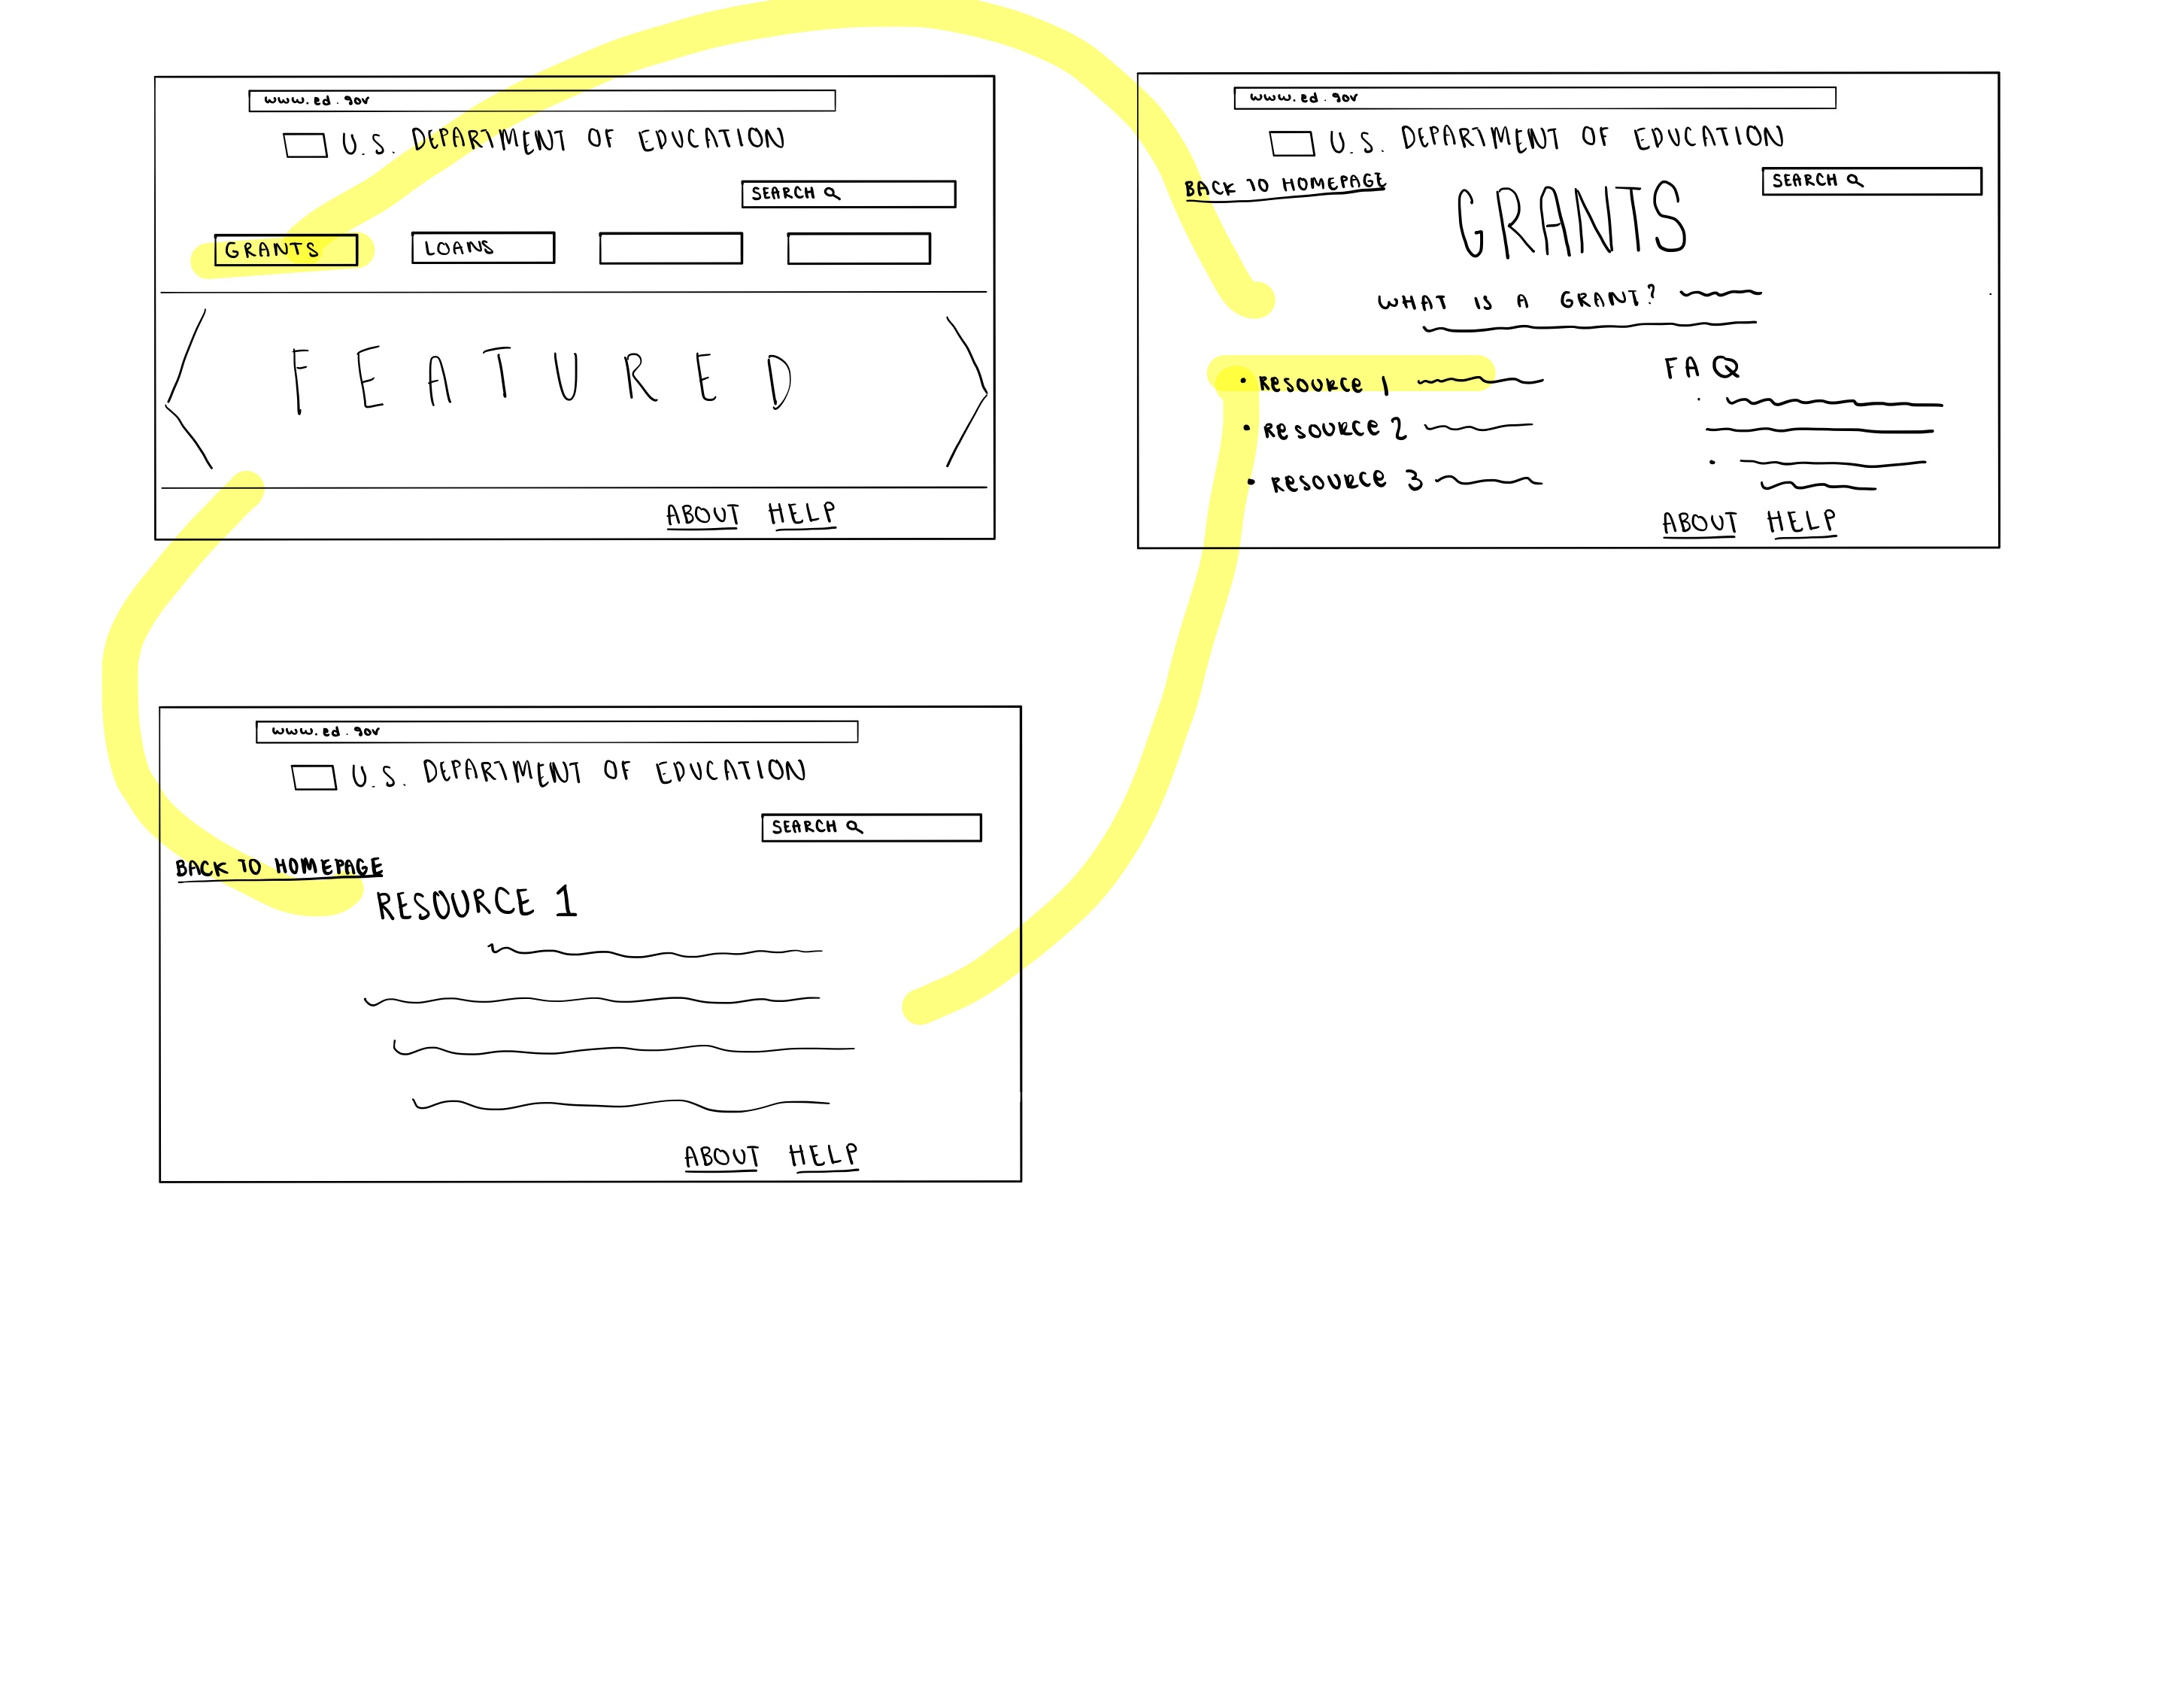 www.ed.gov
U.S. DEPARTMENT OF EDUCATION
SEARCH
GRANTS LOANS
FEATURED
ABOUT HELP
www.ed.gov
U.S. DEPARTMENT OF EDUCATION
BACK TO HOMEPAGE
SEARCH
GRANTS
WHAT IS A GRANT?
• RESOURCE 1
• RESOURCE 2
• RESOURCE 3
FAQ
ABOUT HELP
www.ed.gov
U.S. DEPARTMENT OF EDUCATION
SEARCH
BACK TO HOMEPAGE
RESOURCE 1
ABOUT HELP